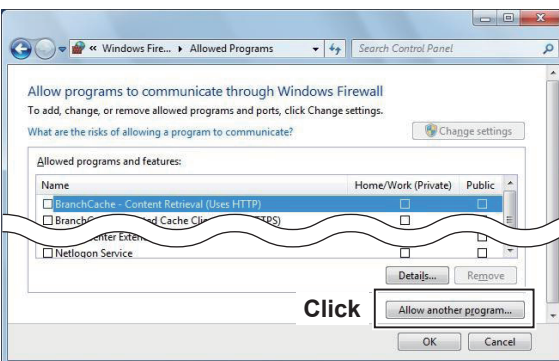 « Windows Fire... ▸ Allowed Programs
Search Control Panel
Allow programs to communicate through Windows Firewall
To add, change, or remove allowed programs and ports, click Change settings.
What are the risks of allowing a program to communicate?
Change settings
Allowed programs and features:
Name Home/Work (Private) Public
BranchCache - Content Retrieval (Uses HTTP)
Cache
Netlogon Service
Details... Remove
Click Allow another program...
OK Cancel